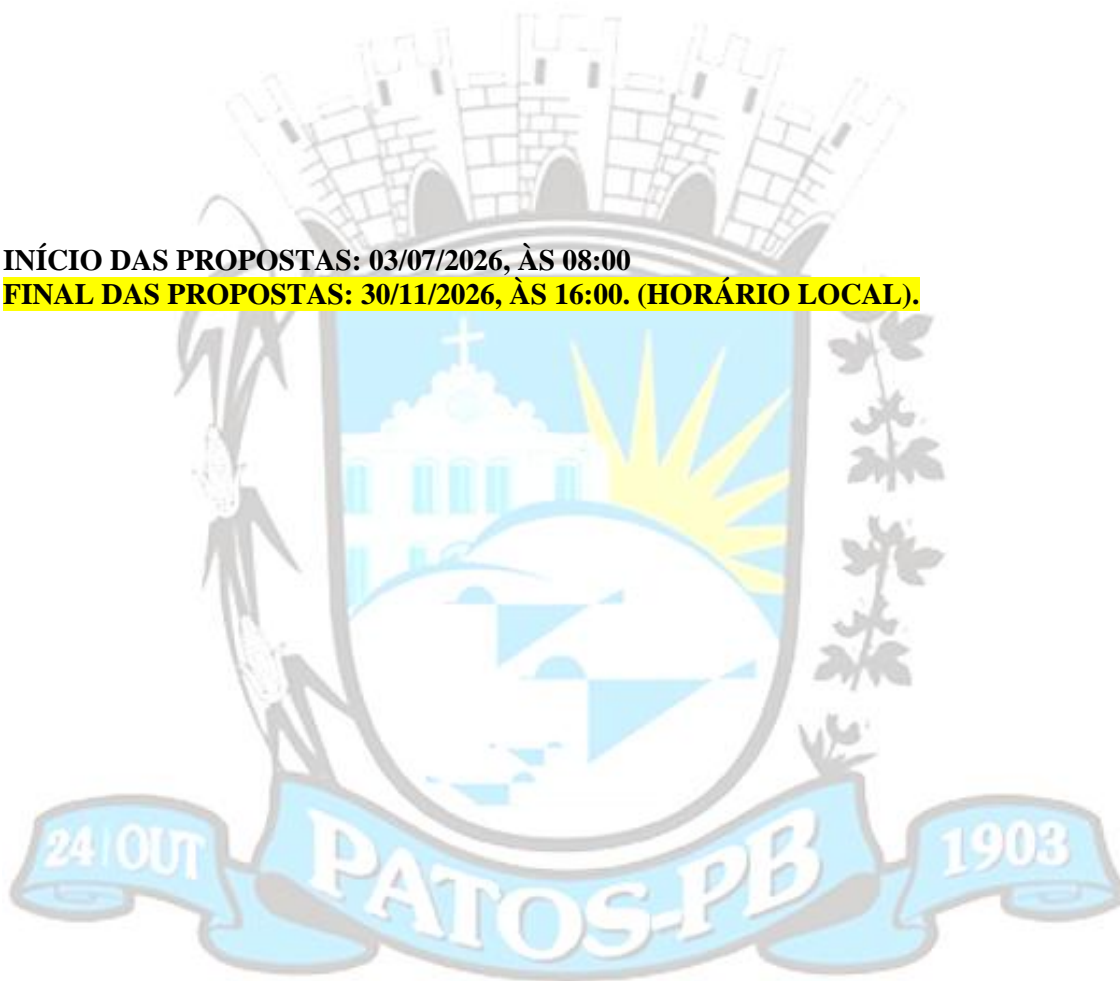 INÍCIO DAS PROPOSTAS: 03/07/2026, ÀS 08:00
FINAL DAS PROPOSTAS: 30/11/2026, ÀS 16:00. (HORÁRIO LOCAL).
24 | OUT
PATOS-PB
1903